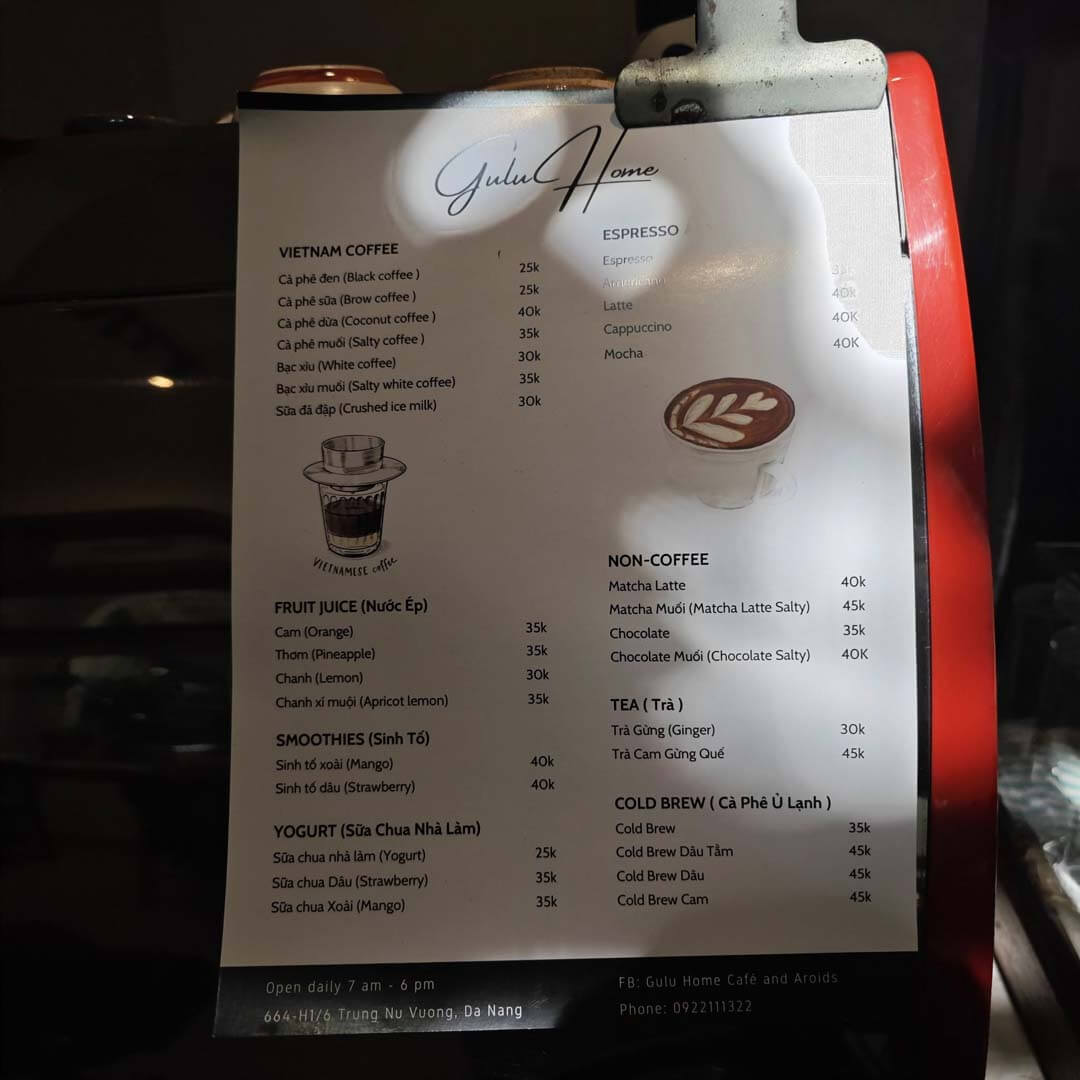 Gulu Home
VIETNAM COFFEE
Cà phê đen (Black coffee ) 25k
Cà phê sữa (Brow coffee ) 25k
Cà phê dừa (Coconut coffee ) 40k
Cà phê muối (Salty coffee ) 35k
Bạc xỉu (White coffee) 30k
Bạc xỉu muối (Salty white coffee) 35k
Sữa đá đập (Crushed ice milk) 30k
VIETNAMESE coffee
FRUIT JUICE (Nước Ép)
Cam (Orange) 35k
Thơm (Pineapple) 35k
Chanh (Lemon) 30k
Chanh xí muội (Apricot lemon) 35k
SMOOTHIES (Sinh Tố)
Sinh tố xoài (Mango) 40k
Sinh tố dâu (Strawberry) 40k
YOGURT (Sữa Chua Nhà Làm)
Sữa chua nhà làm (Yogurt) 25k
Sữa chua Dâu (Strawberry) 35k
Sữa chua Xoài (Mango) 35k
ESPRESSO
Espresso
Americano
Latte 40k
Cappuccino 40K
Mocha 40K
NON-COFFEE
Matcha Latte 40k
Matcha Muối (Matcha Latte Salty) 45k
Chocolate 35k
Chocolate Muối (Chocolate Salty) 40K
TEA ( Trà )
Trà Gừng (Ginger) 30k
Trà Cam Gừng Quế 45k
COLD BREW ( Cà Phê Ủ Lạnh )
Cold Brew 35k
Cold Brew Dâu Tằm 45k
Cold Brew Dâu 45k
Cold Brew Cam 45k
Open daily 7 am - 6 pm
664-H1/6 Trung Nu Vuong, Da Nang
FB: Gulu Home Café and Aroids
Phone: 0922111322